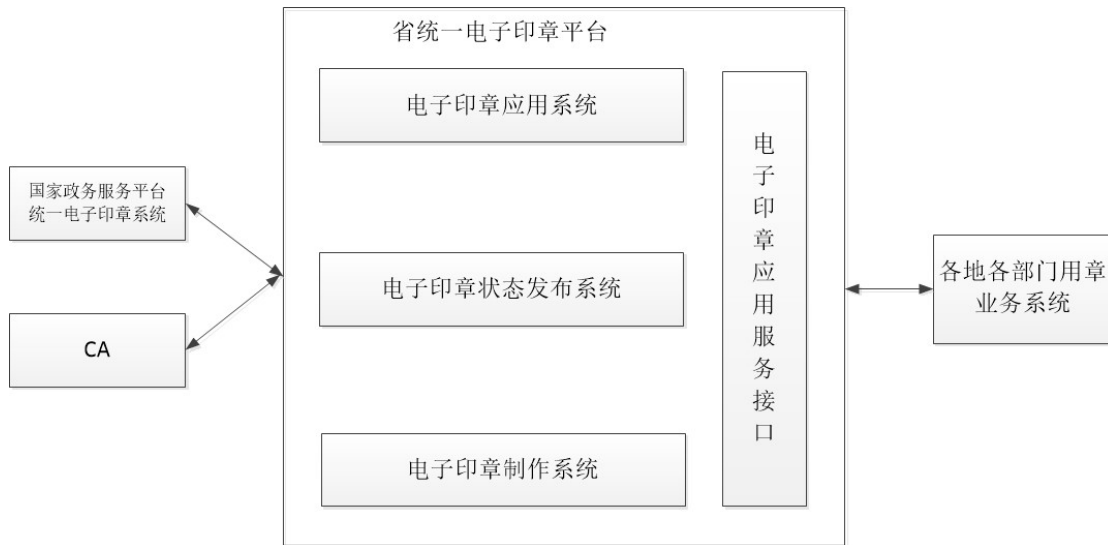 省统一电子印章平台
电子印章应用系统
国家政务服务平台
统一电子印章系统
CA
电子印章状态发布系统
电子印章制作系统
电子印章应用服务接口
各地各部门用章
业务系统